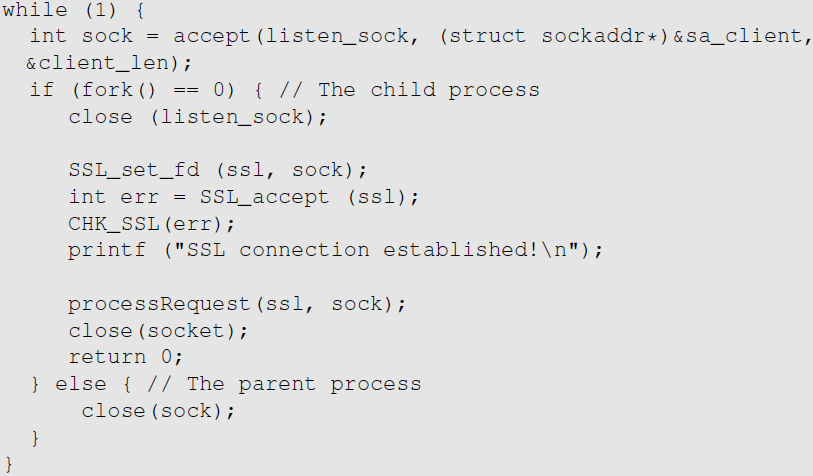 while (1) {
int sock = accept(listen_sock, (struct sockaddr*)&sa_client,
&client_len);
if (fork() == 0) { // The child process
close (listen_sock);
SSL_set_fd (ssl, sock);
int err = SSL_accept (ssl);
CHK_SSL(err);
printf ("SSL connection established!\n");
processRequest(ssl, sock);
close(socket);
return 0;
} else { // The parent process
close(sock);
}
}